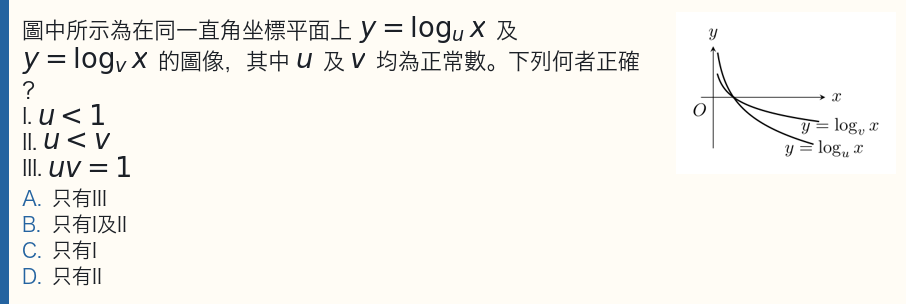 圖中所示為在同一直角坐標平面上 y = log_u x 及
y = log_v x 的圖像，其中 u 及 v 均為正常數。下列何者正確
？
I. u < 1
II. u < v
III. uv = 1
A. 只有III
B. 只有I及II
C. 只有I
D. 只有II
y
x
O
y = log_v x
y = log_u x